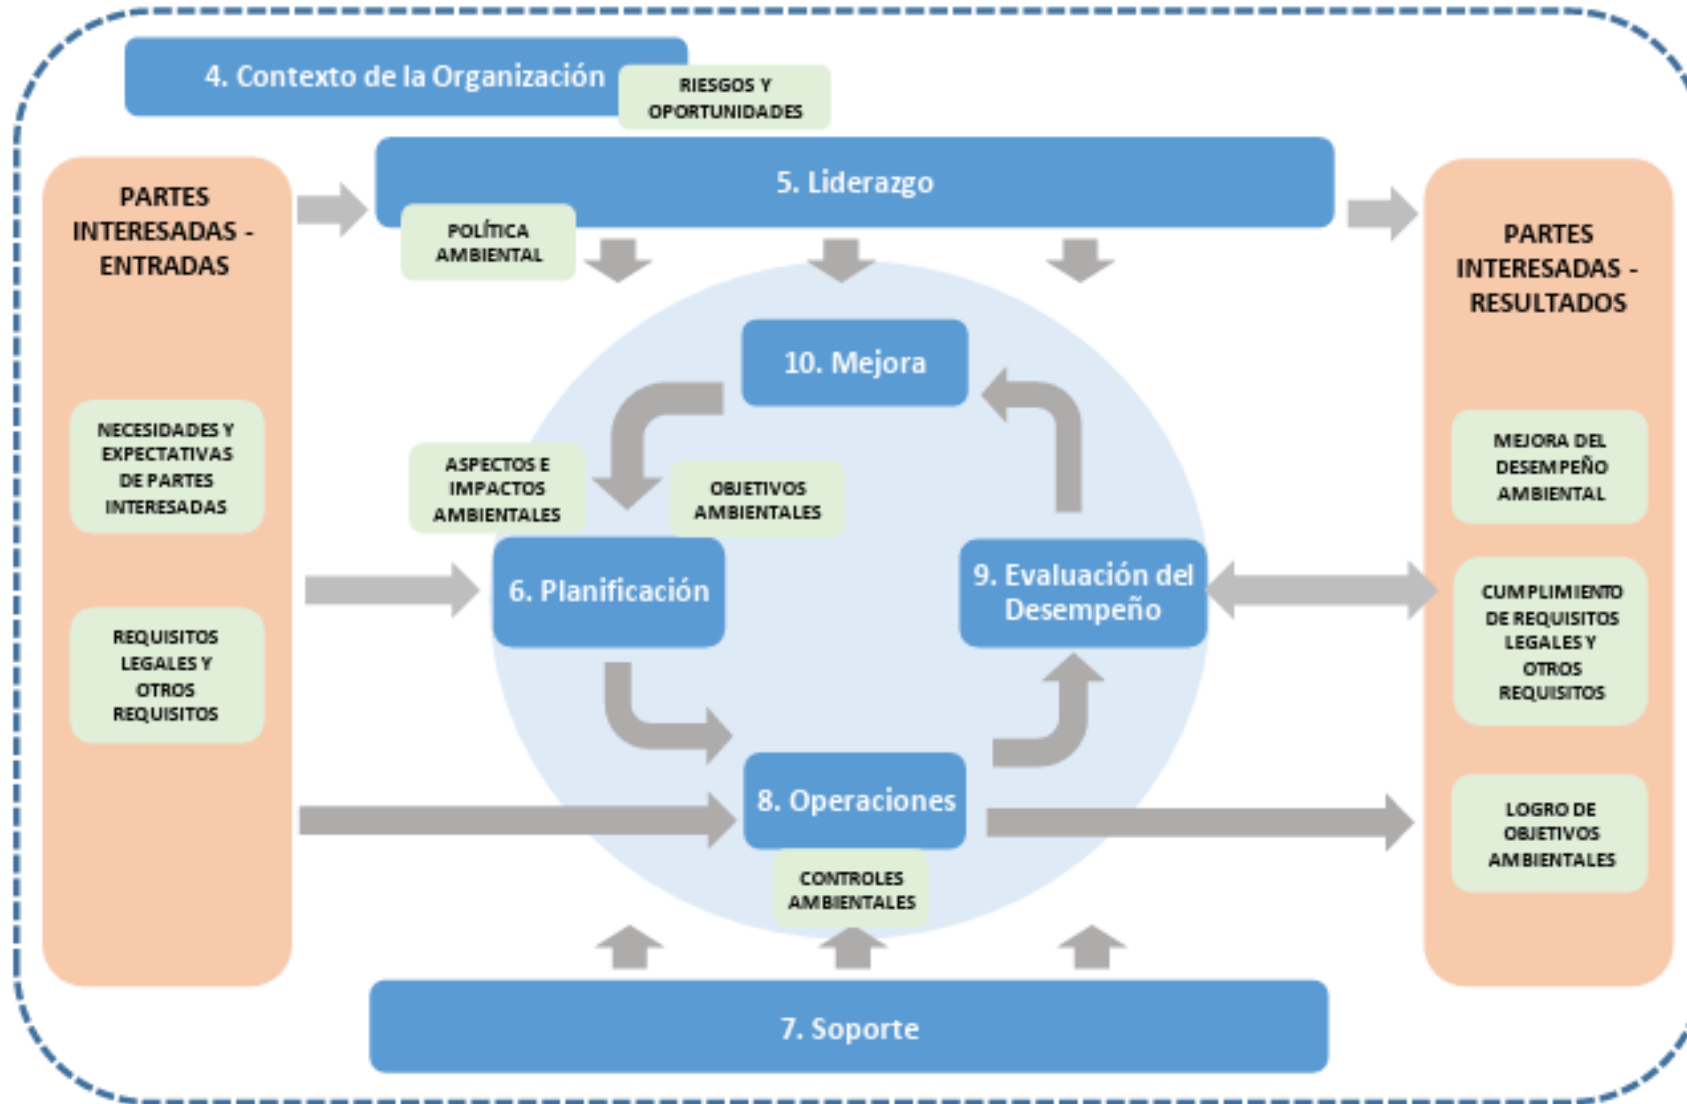 4. Contexto de la Organización
RIESGOS Y
OPORTUNIDADES
5. Liderazgo
POLÍTICA
AMBIENTAL
PARTES
INTERESADAS -
ENTRADAS
NECESIDADES Y
EXPECTATIVAS
DE PARTES
INTERESADAS
REQUISITOS
LEGALES Y
OTROS
REQUISITOS
10. Mejora
ASPECTOS E
IMPACTOS
AMBIENTALES
OBJETIVOS
AMBIENTALES
6. Planificación
9. Evaluación del
Desempeño
8. Operaciones
CONTROLES
AMBIENTALES
7. Soporte
PARTES
INTERESADAS -
RESULTADOS
MEJORA DEL
DESEMPEÑO
AMBIENTAL
CUMPLIMIENTO
DE REQUISITOS
LEGALES Y
OTROS
REQUISITOS
LOGRO DE
OBJETIVOS
AMBIENTALES